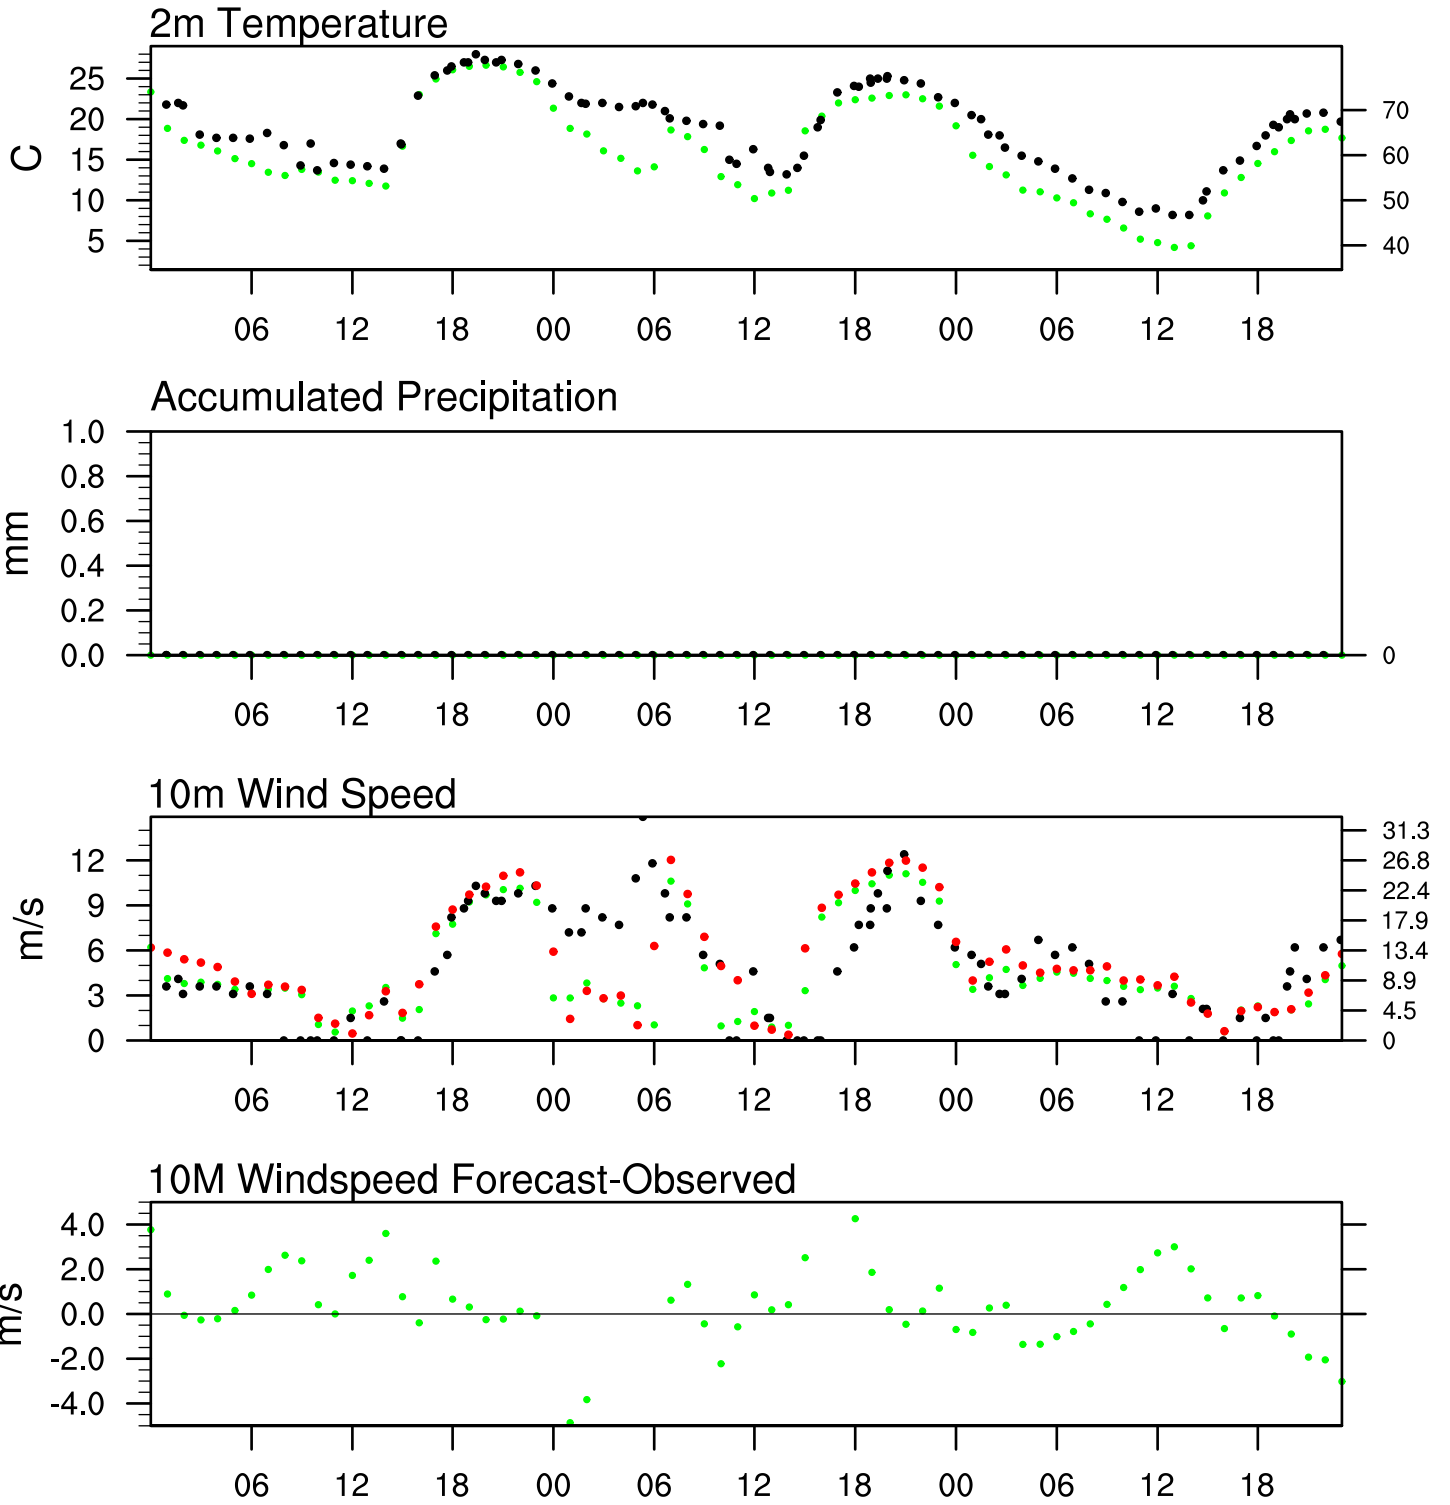 2m Temperature
25
20
15
10
5
C
70
60
50
40
06 12 18 00 06 12 18 00 06 12 18
Accumulated Precipitation
1.0
0.8
0.6
0.4
0.2
0.0
mm
0
06 12 18 00 06 12 18 00 06 12 18
10m Wind Speed
12
9
6
3
0
m/s
31.3
26.8
22.4
17.9
13.4
8.9
4.5
0
06 12 18 00 06 12 18 00 06 12 18
10M Windspeed Forecast-Observed
4.0
2.0
0.0
-2.0
-4.0
m/s
06 12 18 00 06 12 18 00 06 12 18